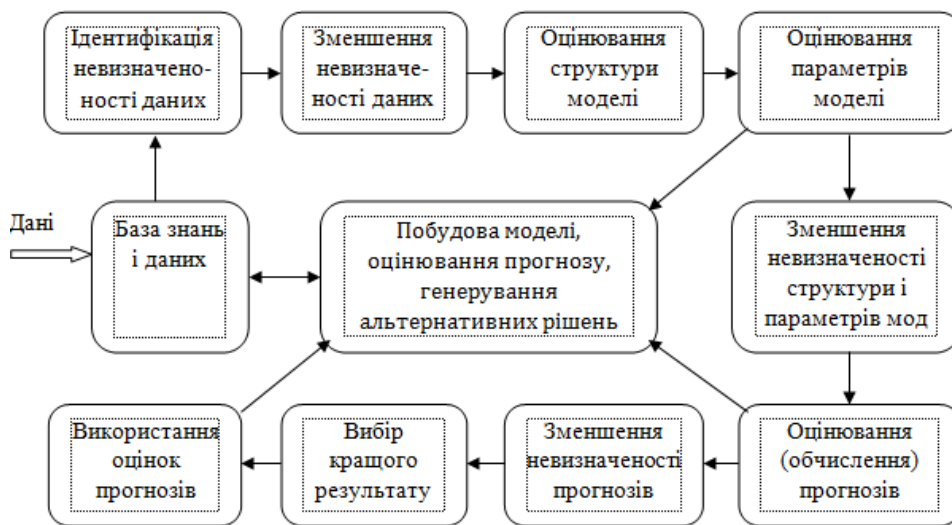 Ідентифікація
невизначено-
ності даних
Зменшення
невизначе-
ності даних
Оцінювання
структури
моделі
Оцінювання
параметрів
моделі
Дані
База знань
і даних
Побудова моделі,
оцінювання прогнозу,
генерування
альтернативних рішень
Зменшення
невизначеності
структури і
параметрів мод
Використання
оцінок
прогнозів
Вибір
кращого
результату
Зменшення
невизначеності
прогнозів
Оцінювання
(обчислення)
прогнозів